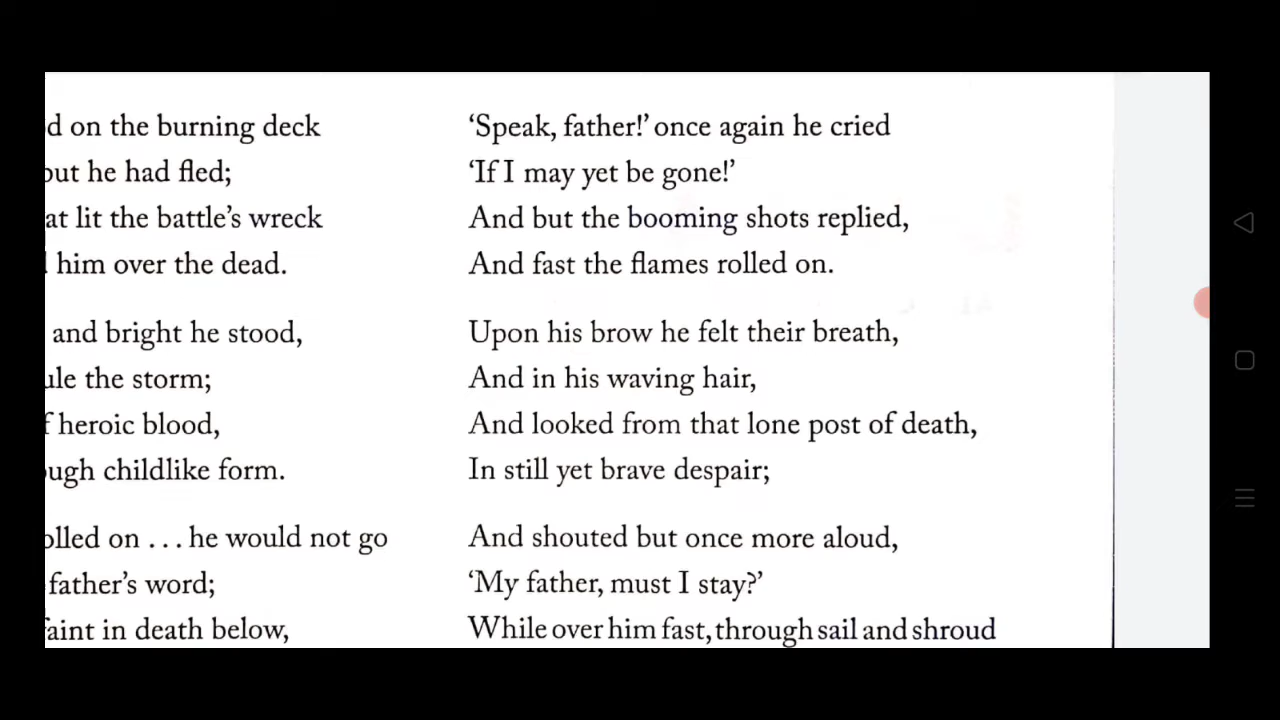 d on the burning deck
but he had fled;
at lit the battle's wreck
him over the dead.
and bright he stood,
ule the storm;
f heroic blood,
ough childlike form.
olled on . . . he would not go
father's word;
faint in death below,
‘Speak, father!’ once again he cried
‘If I may yet be gone!’
And but the booming shots replied,
And fast the flames rolled on.
Upon his brow he felt their breath,
And in his waving hair,
And looked from that lone post of death,
In still yet brave despair;
And shouted but once more aloud,
‘My father, must I stay?’
While over him fast, through sail and shroud